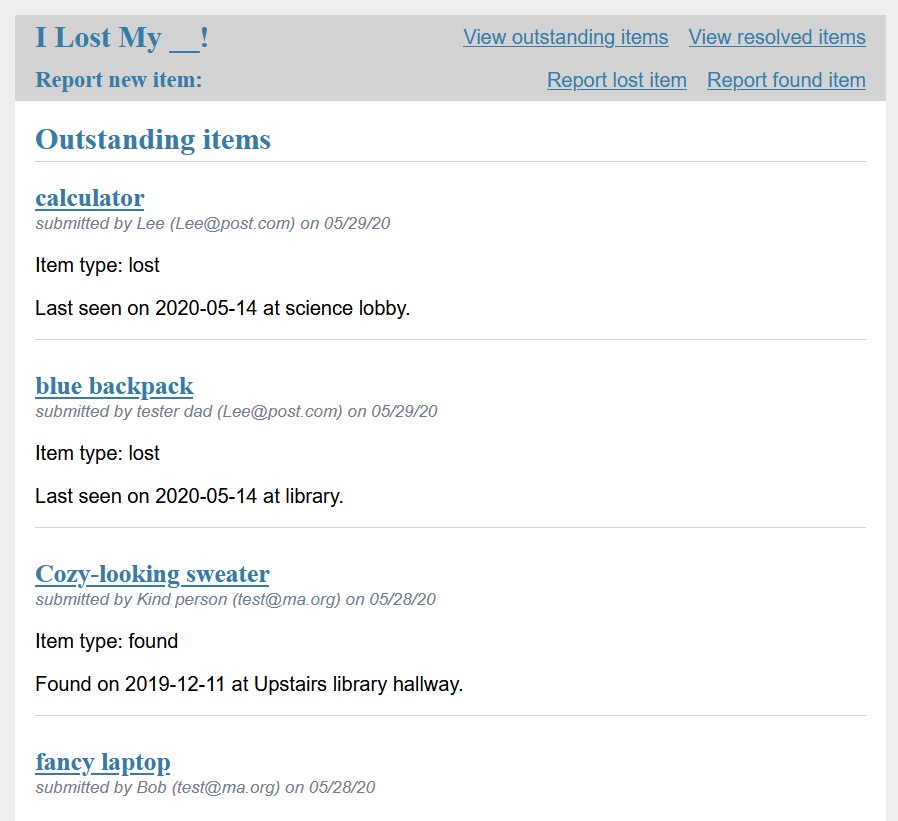 I Lost My __!
View outstanding items View resolved items
Report new item:
Report lost item Report found item
Outstanding items
calculator
submitted by Lee (Lee@post.com) on 05/29/20
Item type: lost
Last seen on 2020-05-14 at science lobby.
blue backpack
submitted by tester dad (Lee@post.com) on 05/29/20
Item type: lost
Last seen on 2020-05-14 at library.
Cozy-looking sweater
submitted by Kind person (test@ma.org) on 05/28/20
Item type: found
Found on 2019-12-11 at Upstairs library hallway.
fancy laptop
submitted by Bob (test@ma.org) on 05/28/20